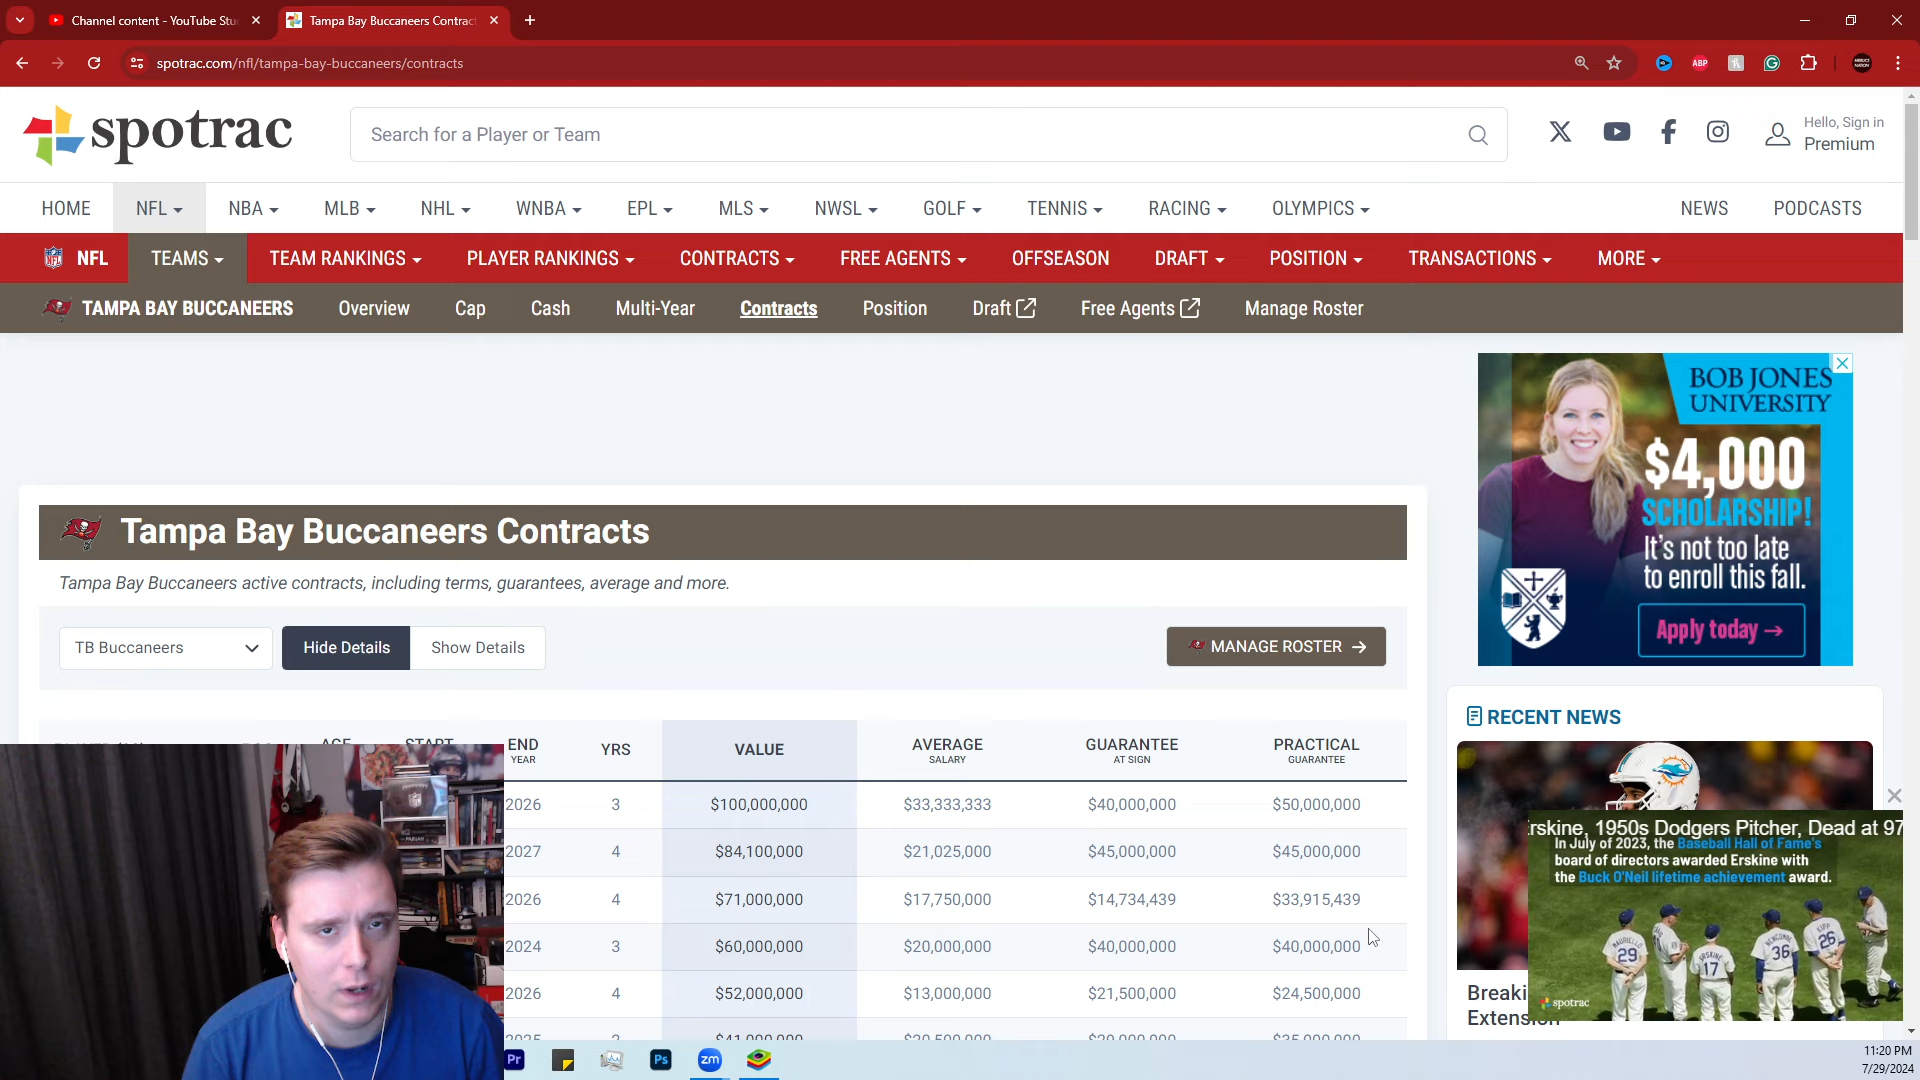 Channel content - YouTube Stu
Tampa Bay Buccaneers Contract
spotrac.com/nfl/tampa-bay-buccaneers/contracts
ABP
spotrac
Search for a Player or Team
Hello, Sign in
Premium
HOME NFL NBA MLB NHL WNBA EPL MLS NWSL GOLF TENNIS RACING OLYMPICS NEWS PODCASTS
NFL TEAMS TEAM RANKINGS PLAYER RANKINGS CONTRACTS FREE AGENTS OFFSEASON DRAFT POSITION TRANSACTIONS MORE
TAMPA BAY BUCCANEERS Overview Cap Cash Multi-Year Contracts Position Draft Free Agents Manage Roster
BOB JONES
UNIVERSITY
$4,000
SCHOLARSHIP!
It's not too late
to enroll this fall.
Apply today →
Tampa Bay Buccaneers Contracts
Tampa Bay Buccaneers active contracts, including terms, guarantees, average and more.
TB Buccaneers Hide Details Show Details MANAGE ROSTER
END YRS VALUE AVERAGE GUARANTEE PRACTICAL
YEAR SALARY AT SIGN GUARANTEE
2026 3 $100,000,000 $33,333,333 $40,000,000 $50,000,000
2027 4 $84,100,000 $21,025,000 $45,000,000 $45,000,000
2026 4 $71,000,000 $17,750,000 $14,734,439 $33,915,439
2024 3 $60,000,000 $20,000,000 $40,000,000 $40,000,000
2026 4 $52,000,000 $13,000,000 $21,500,000 $24,500,000
RECENT NEWS
Erskine, 1950s Dodgers Pitcher, Dead at 97
In July of 2023, the Baseball Hall of Fame's
board of directors awarded Erskine with
the Buck O'Neil lifetime achievement award.
29
17
36
26
spotrac
Breaki
Extension
Pr
Ps
zm
11:20 PM
7/29/2024